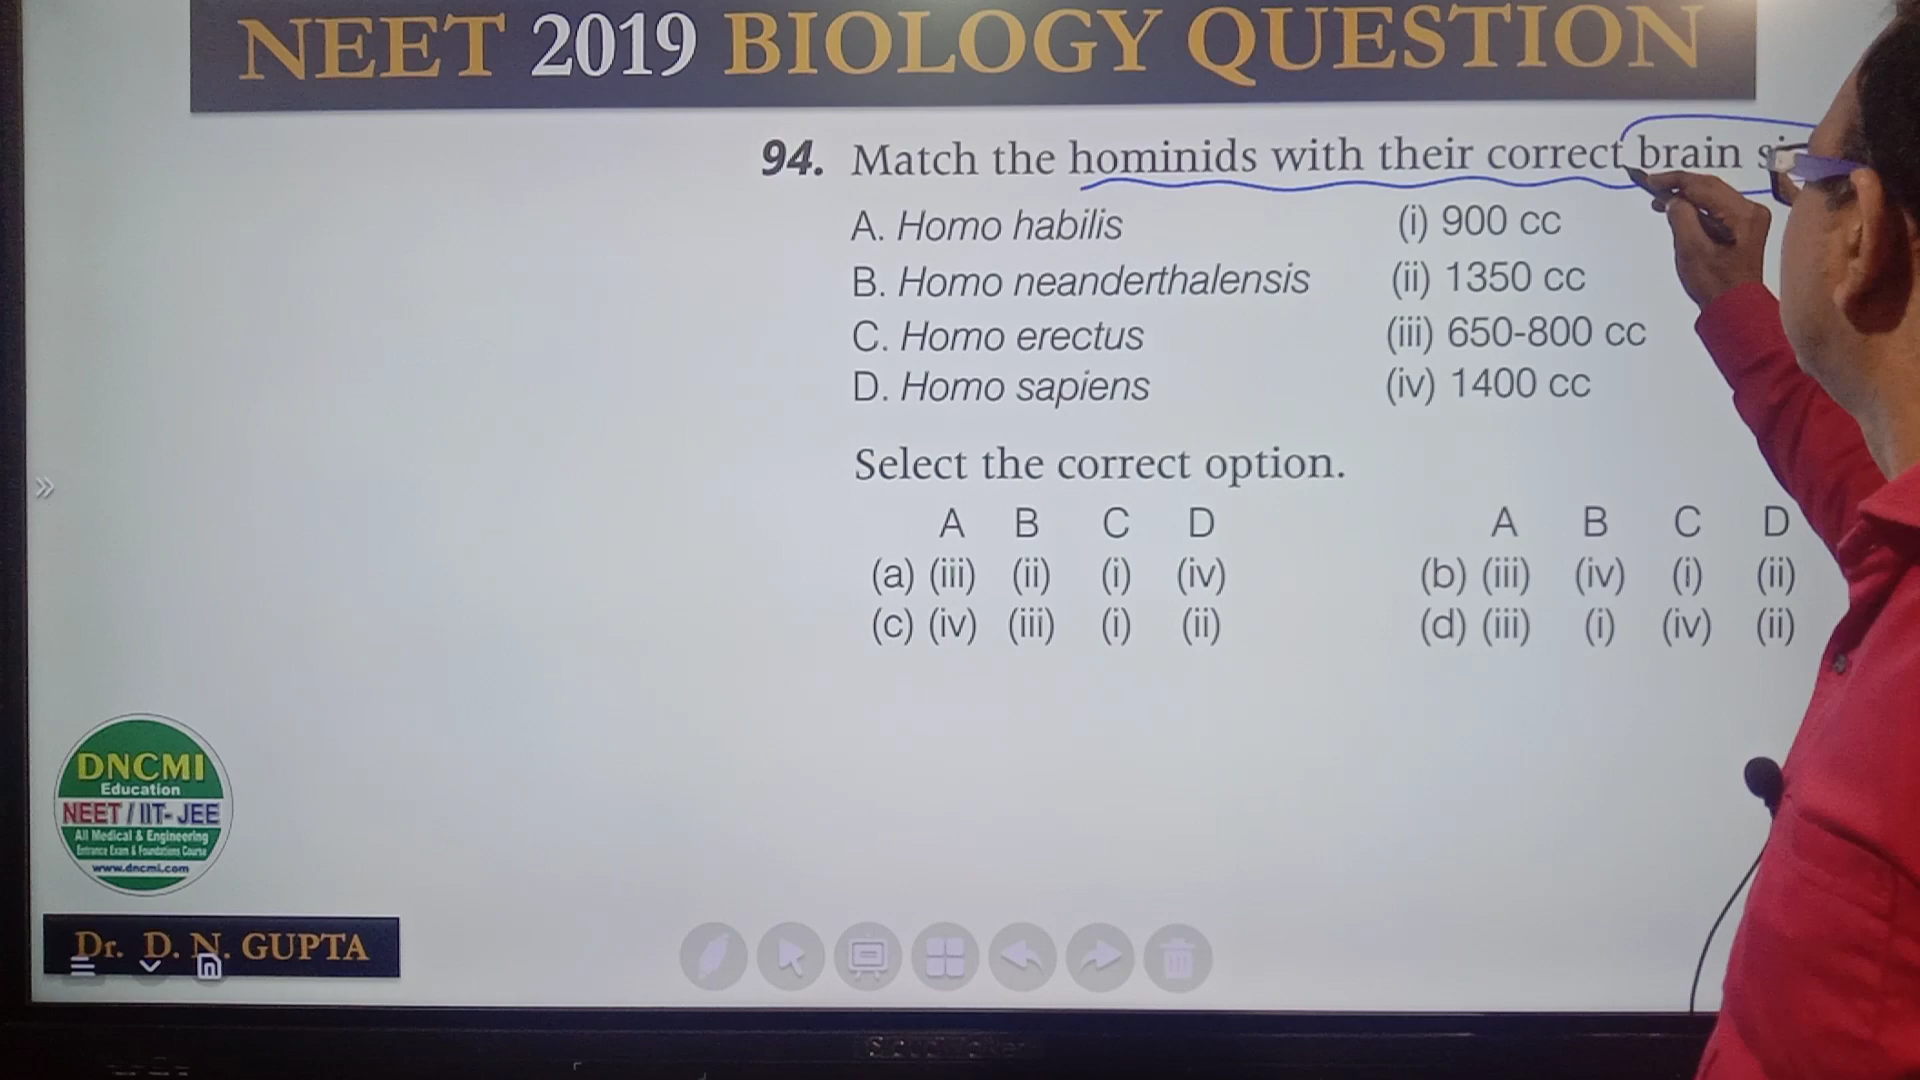 NEET 2019 BIOLOGY QUESTION
94. Match the hominids with their correct brain
A. Homo habilis (i) 900 cc
B. Homo neanderthalensis (ii) 1350 cc
C. Homo erectus (iii) 650-800 cc
D. Homo sapiens (iv) 1400 cc
Select the correct option.
A B C D A B C D
(a) (iii) (ii) (i) (iv) (b) (iii) (iv) (i) (ii)
(c) (iv) (iii) (i) (ii) (d) (iii) (i) (iv) (ii)
DNCMI
Education
NEET / IIT-JEE
All Medical & Engineering
Entrance Exam & Foundations Course
www.dncmi.com
Dr. D. N. GUPTA